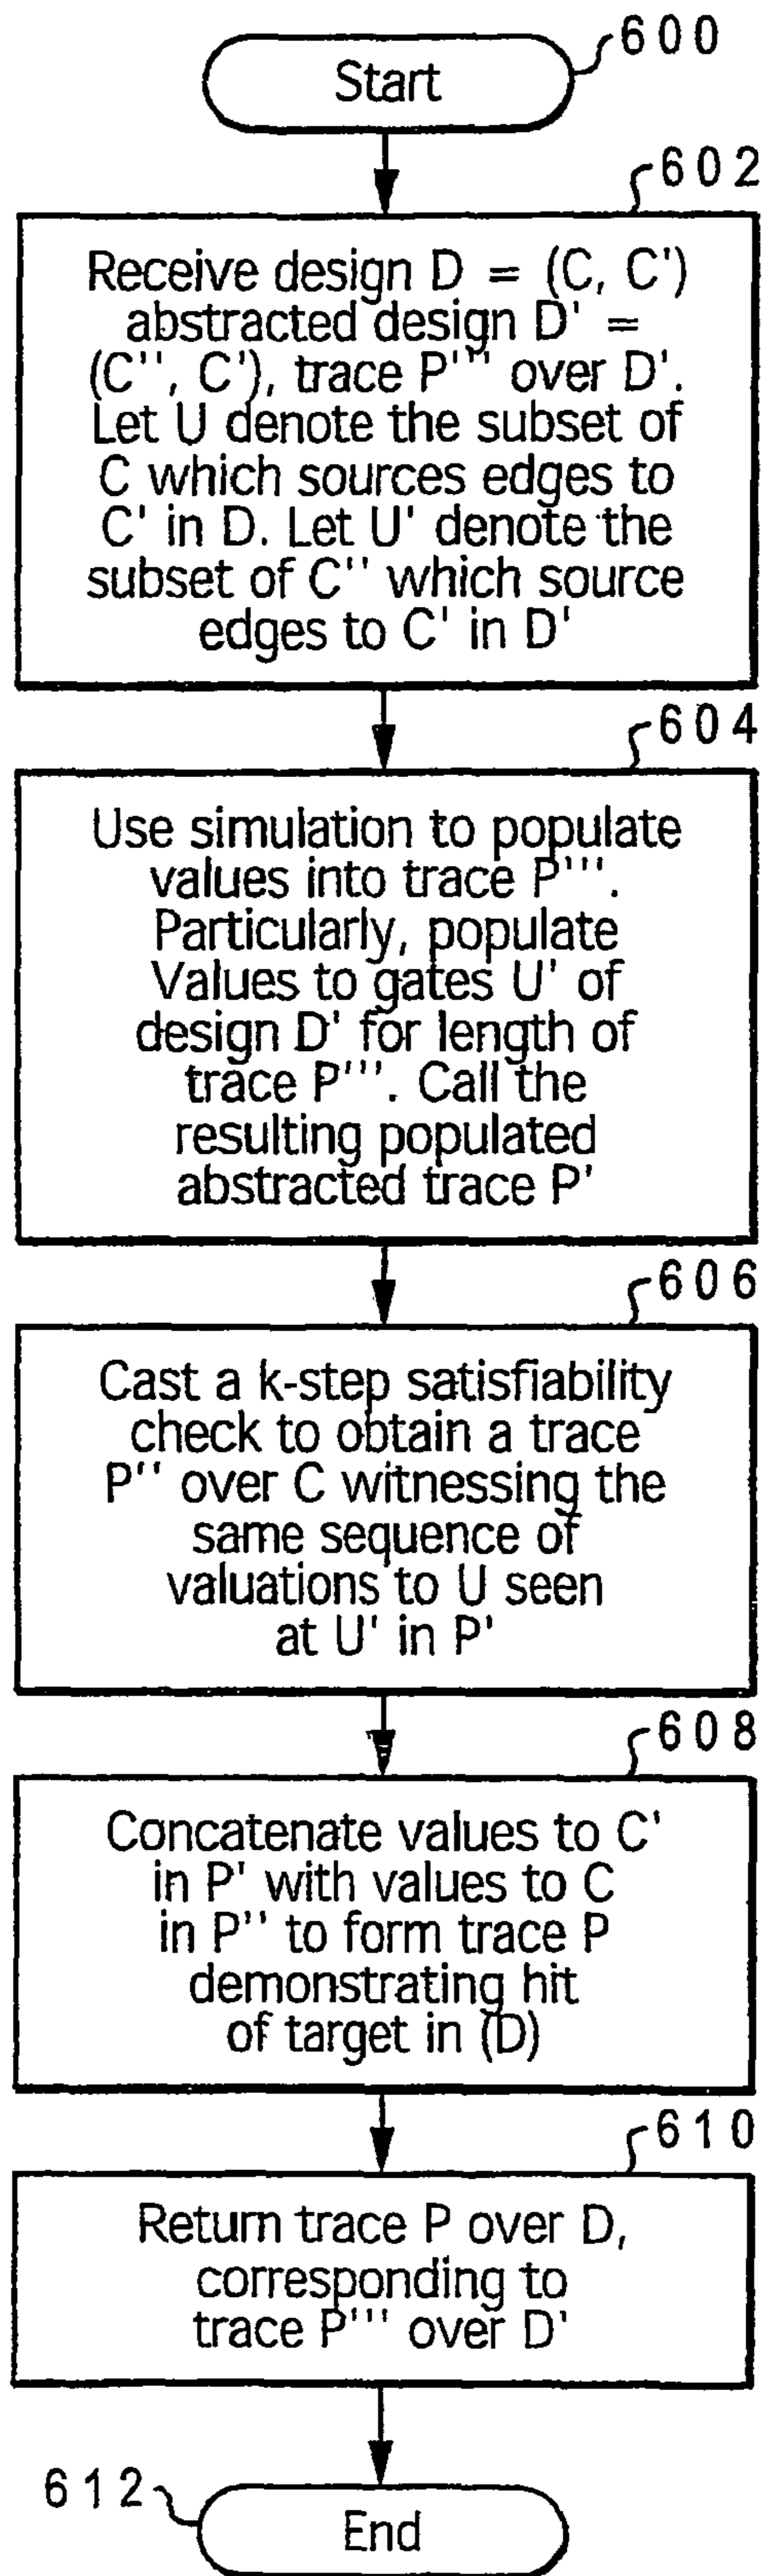 600
Start
602
Receive design D = (C, C')
abstracted design D' =
(C'', C'), trace P''' over D'.
Let U denote the subset of
C which sources edges to
C' in D. Let U' denote the
subset of C'' which source
edges to C' in D'
604
Use simulation to populate
values into trace P'''.
Particularly, populate
Values to gates U' of
design D' for length of
trace P'''. Call the
resulting populated
abstracted trace P'
606
Cast a k-step satisfiability
check to obtain a trace
P'' over C witnessing the
same sequence of
valuations to U seen
at U' in P'
608
Concatenate values to C'
in P' with values to C
in P'' to form trace P
demonstrating hit
of target in (D)
610
Return trace P over D,
corresponding to
trace P''' over D'
612
End